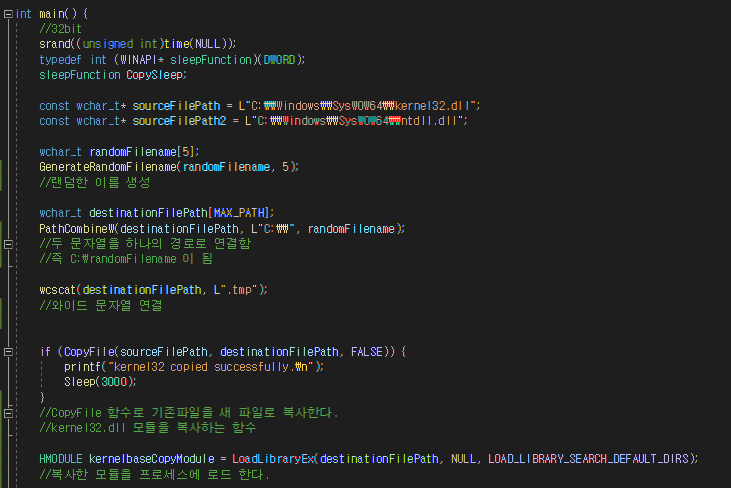 int main() {
//32bit
srand((unsigned int)time(NULL));
typedef int (WINAPI* sleepFunction)(DWORD);
sleepFunction CopySleep;
const wchar_t* sourceFilePath = L"C:₩₩Windows₩₩SysWOW64₩₩kernel32.dll";
const wchar_t* sourceFilePath2 = L"C:₩₩Windows₩₩SysWOW64₩₩ntdll.dll";
wchar_t randomFilename[5];
GenerateRandomFilename(randomFilename, 5);
//랜덤한 이름 생성
wchar_t destinationFilePath[MAX_PATH];
PathCombineW(destinationFilePath, L"C:₩₩", randomFilename);
//두 문자열을 하나의 경로로 연결함
//즉 C:₩randomFilename 이 됨
wcscat(destinationFilePath, L".tmp");
//와이드 문자열 연결
if (CopyFile(sourceFilePath, destinationFilePath, FALSE)) {
printf("kernel32 copied successfully.₩n");
Sleep(3000);
}
//CopyFile 함수로 기존파일을 새 파일로 복사한다.
//kernel32.dll 모듈을 복사하는 함수
HMODULE kernelbaseCopyModule = LoadLibraryEx(destinationFilePath, NULL, LOAD_LIBRARY_SEARCH_DEFAULT_DIRS);
//복사한 모듈을 프로세스에 로드 한다.